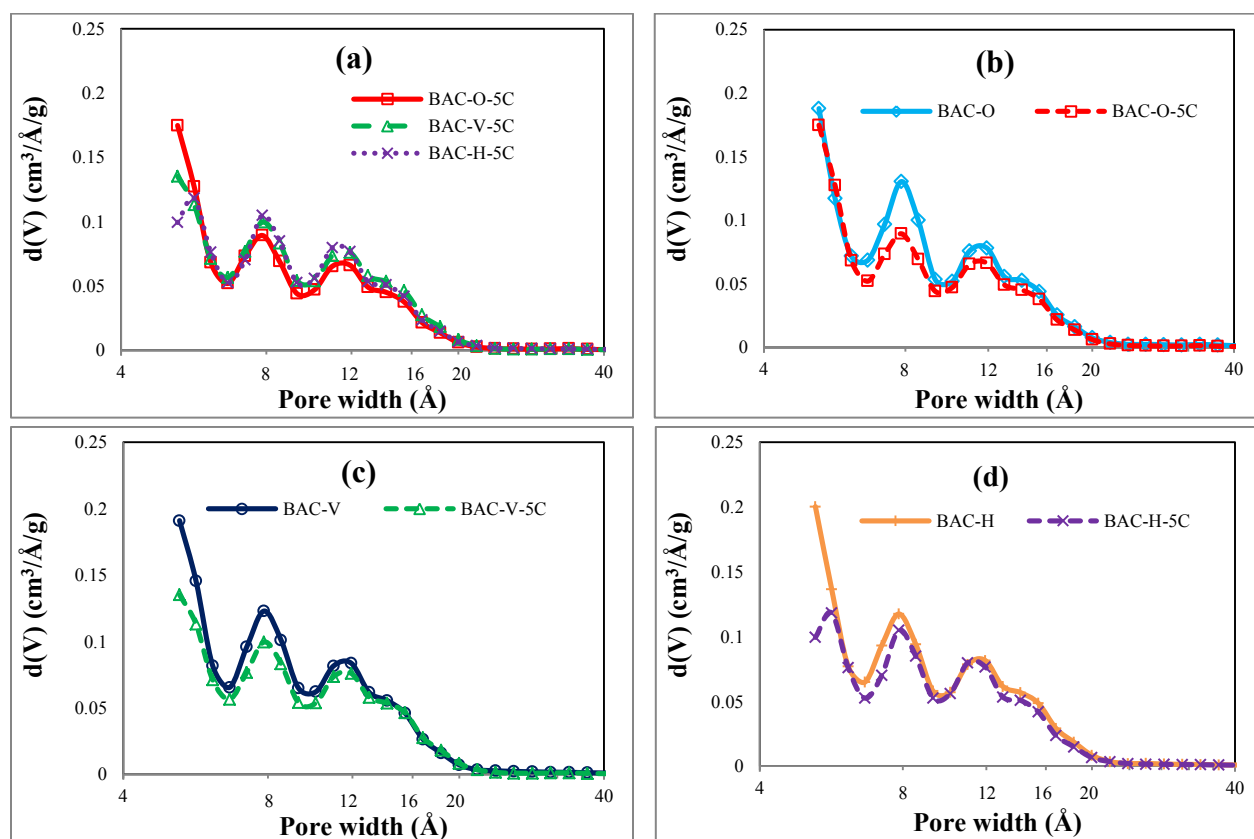 (a)
BAC-O-5C
BAC-V-5C
BAC-H-5C
d(V) (cm³/Å/g)
0.25
0.2
0.15
0.1
0.05
0
4 8 12 16 20 40
Pore width (Å)
(b)
BAC-O BAC-O-5C
d(V) (cm³/Å/g)
0.25
0.2
0.15
0.1
0.05
0
4 8 12 16 20 40
Pore width (Å)
(c)
BAC-V BAC-V-5C
d(V) (cm³/Å/g)
0.25
0.2
0.15
0.1
0.05
0
4 8 12 16 20 40
Pore width (Å)
(d)
BAC-H BAC-H-5C
d(V) (cm³/Å/g)
0.25
0.2
0.15
0.1
0.05
0
4 8 12 16 20 40
Pore width (Å)